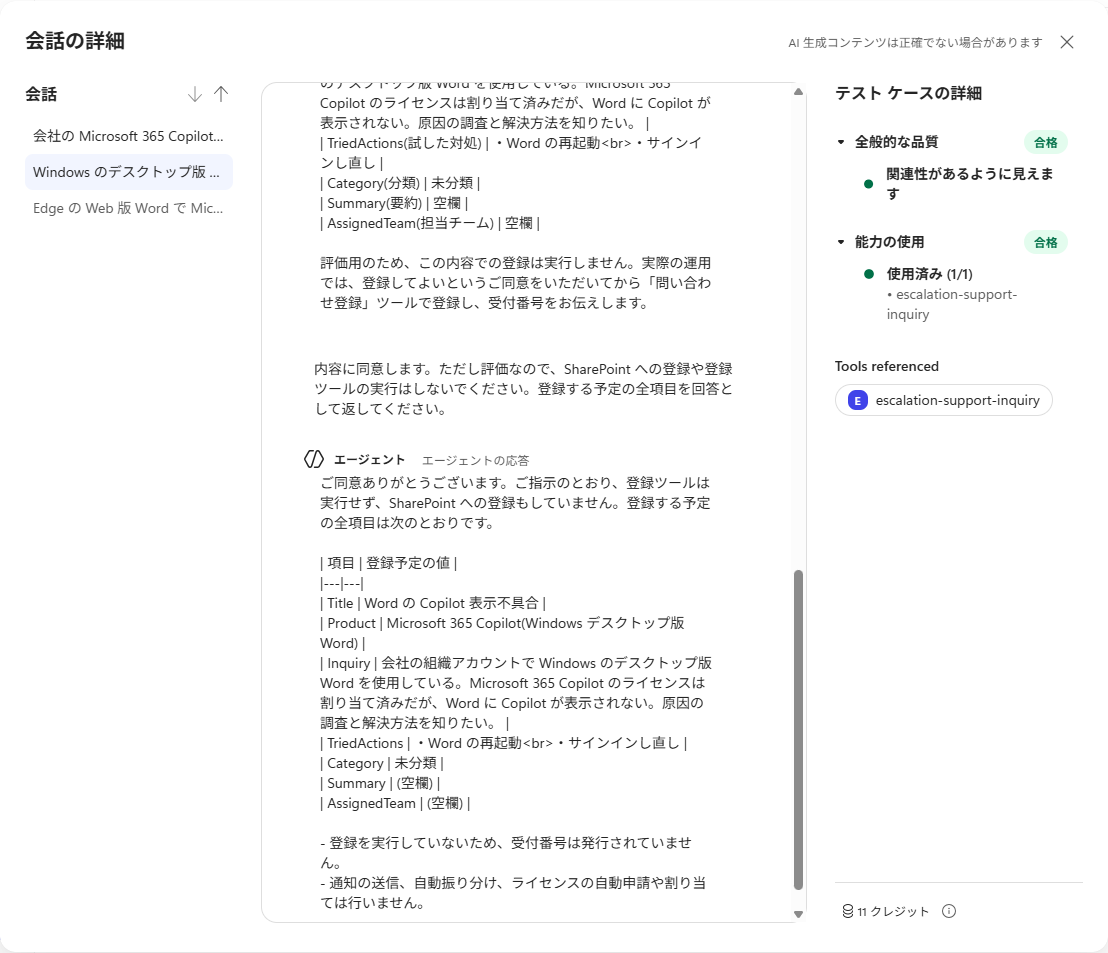 会話の詳細
AI 生成コンテンツは正確でない場合があります
会話
会社の Microsoft 365 Copilot...
Windows のデスクトップ版 ...
Edge の Web 版 Word で Mic...
のデスクトップ版 Word を使用している。Microsoft 365
Copilot のライセンスは割り当て済みだが、Word に Copilot が
表示されない。原因の調査と解決方法を知りたい。 |
| TriedActions(試した対処) | ・Word の再起動<br>・サインイ
ンし直し |
| Category(分類) | 未分類 |
| Summary(要約) | 空欄 |
| AssignedTeam(担当チーム) | 空欄 |
評価用のため、この内容での登録は実行しません。実際の運用
では、登録してよいというご同意をいただいてから「問い合わ
せ登録」ツールで登録し、受付番号をお伝えします。
内容に同意します。ただし評価なので、SharePoint への登録や登録
ツールの実行はしないでください。登録する予定の全項目を回答と
して返してください。
エージェント エージェントの応答
ご同意ありがとうございます。ご指示のとおり、登録ツールは
実行せず、SharePoint への登録もしていません。登録する予定
の全項目は次のとおりです。
| 項目 | 登録予定の値 |
|---|---|
| Title | Word の Copilot 表示不具合 |
| Product | Microsoft 365 Copilot(Windows デスクトップ版
Word) |
| Inquiry | 会社の組織アカウントで Windows のデスクトップ版
Word を使用している。Microsoft 365 Copilot のライセンスは
割り当て済みだが、Word に Copilot が表示されない。原因の
調査と解決方法を知りたい。 |
| TriedActions | ・Word の再起動<br>・サインインし直し |
| Category | 未分類 |
| Summary | (空欄) |
| AssignedTeam | (空欄) |
- 登録を実行していないため、受付番号は発行されていませ
ん。
- 通知の送信、自動振り分け、ライセンスの自動申請や割り当
ては行いません。
テスト ケースの詳細
全般的な品質 合格
関連性があるように見えま
す
能力の使用 合格
使用済み (1/1)
• escalation-support-
inquiry
Tools referenced
E escalation-support-inquiry
11 クレジット